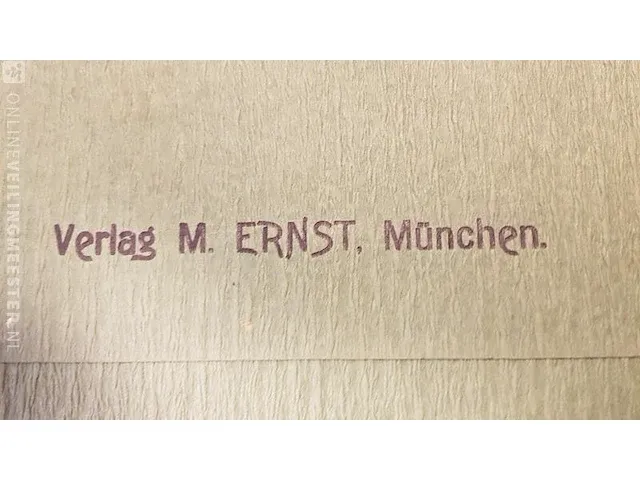 ONLINEVEILINGMEESTER.NL
Verlag M. ERNST, München.